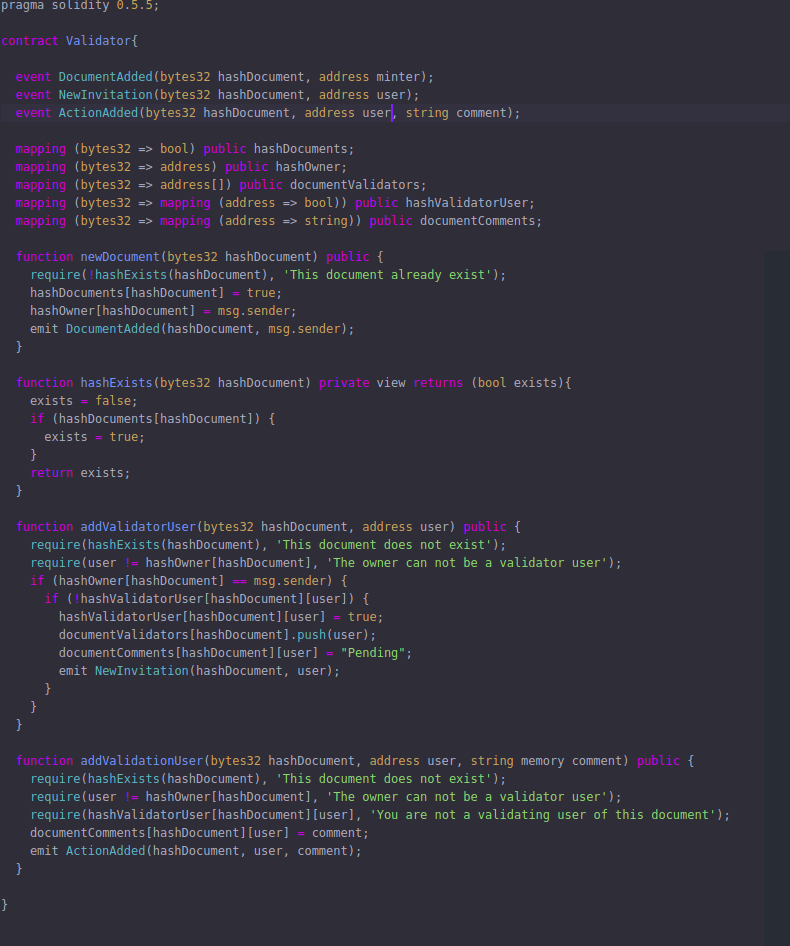 pragma solidity 0.5.5;

contract Validator{

  event DocumentAdded(bytes32 hashDocument, address minter);
  event NewInvitation(bytes32 hashDocument, address user);
  event ActionAdded(bytes32 hashDocument, address user, string comment);

  mapping (bytes32 => bool) public hashDocuments;
  mapping (bytes32 => address) public hashOwner;
  mapping (bytes32 => address[]) public documentValidators;
  mapping (bytes32 => mapping (address => bool)) public hashValidatorUser;
  mapping (bytes32 => mapping (address => string)) public documentComments;

  function newDocument(bytes32 hashDocument) public {
    require(!hashExists(hashDocument), 'This document already exist');
    hashDocuments[hashDocument] = true;
    hashOwner[hashDocument] = msg.sender;
    emit DocumentAdded(hashDocument, msg.sender);
  }

  function hashExists(bytes32 hashDocument) private view returns (bool exists){
    exists = false;
    if (hashDocuments[hashDocument]) {
      exists = true;
    }
    return exists;
  }

  function addValidatorUser(bytes32 hashDocument, address user) public {
    require(hashExists(hashDocument), 'This document does not exist');
    require(user != hashOwner[hashDocument], 'The owner can not be a validator user');
    if (hashOwner[hashDocument] == msg.sender) {
      if (!hashValidatorUser[hashDocument][user]) {
        hashValidatorUser[hashDocument][user] = true;
        documentValidators[hashDocument].push(user);
        documentComments[hashDocument][user] = "Pending";
        emit NewInvitation(hashDocument, user);
      }
    }
  }

  function addValidationUser(bytes32 hashDocument, address user, string memory comment) public {
    require(hashExists(hashDocument), 'This document does not exist');
    require(user != hashOwner[hashDocument], 'The owner can not be a validator user');
    require(hashValidatorUser[hashDocument][user], 'You are not a validating user of this document');
    documentComments[hashDocument][user] = comment;
    emit ActionAdded(hashDocument, user, comment);
  }

}